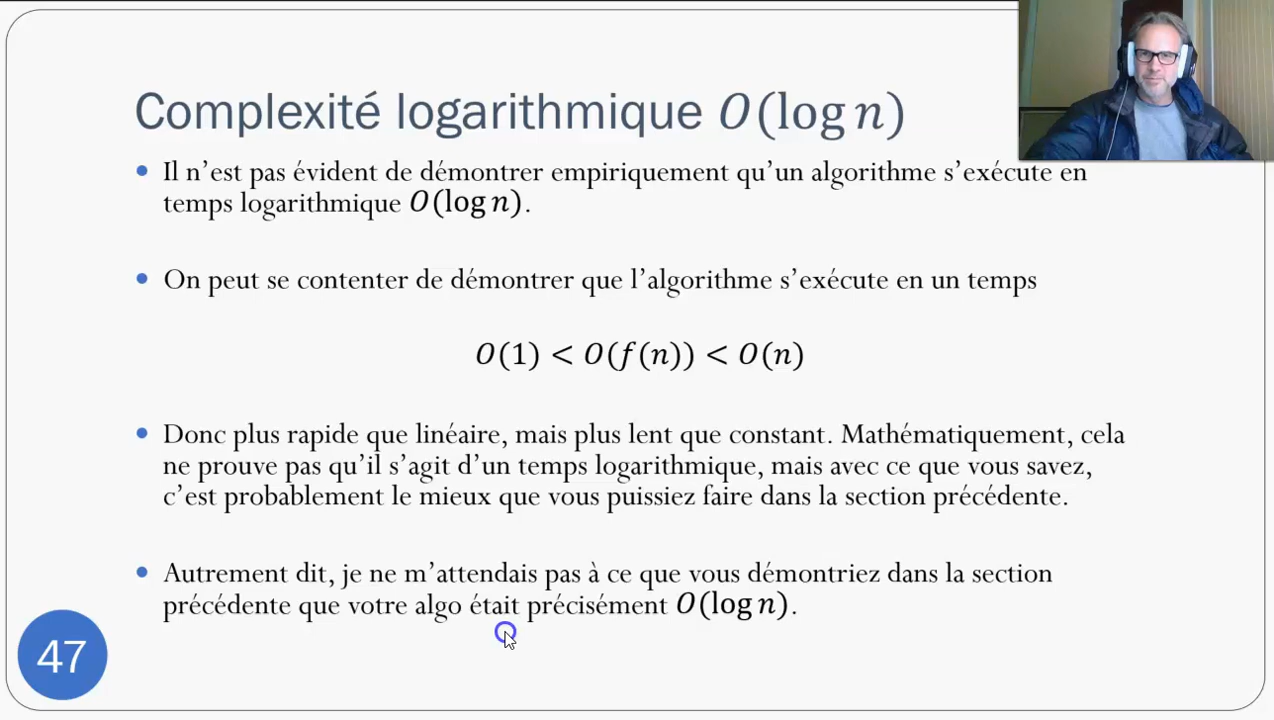 Complexité logarithmique O(log n)
Il n’est pas évident de démontrer empiriquement qu’un algorithme s’exécute en
temps logarithmique O(log n).
On peut se contenter de démontrer que l’algorithme s’exécute en un temps
O(1) < O(f(n)) < O(n)
Donc plus rapide que linéaire, mais plus lent que constant. Mathématiquement, cela
ne prouve pas qu’il s’agit d’un temps logarithmique, mais avec ce que vous savez,
c’est probablement le mieux que vous puissiez faire dans la section précédente.
Autrement dit, je ne m’attendais pas à ce que vous démontriez dans la section
précédente que votre algo était précisément O(log n).
47